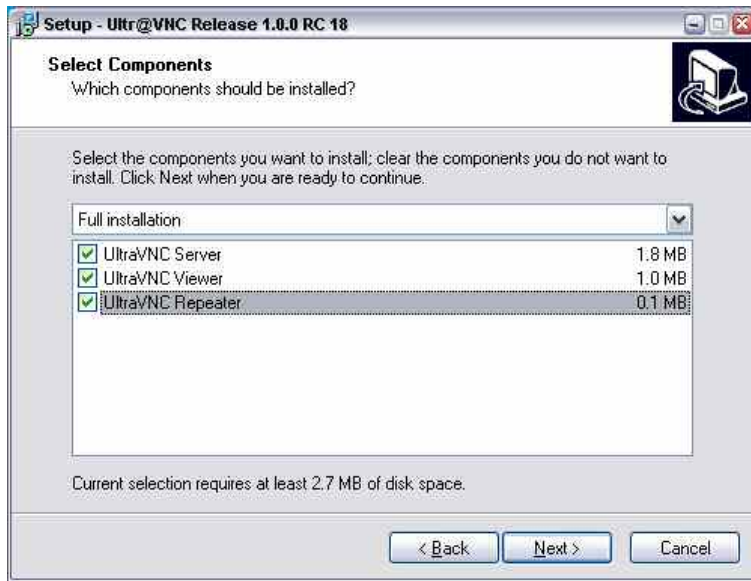 Setup - Ultr@VNC Release 1.0.0 RC 18
Select Components
Which components should be installed?
Select the components you want to install; clear the components you do not want to
install. Click Next when you are ready to continue.
Full installation
UltraVNC Server 1.8 MB
UltraVNC Viewer 1.0 MB
UltraVNC Repeater 0.1 MB
Current selection requires at least 2.7 MB of disk space.
< Back Next > Cancel